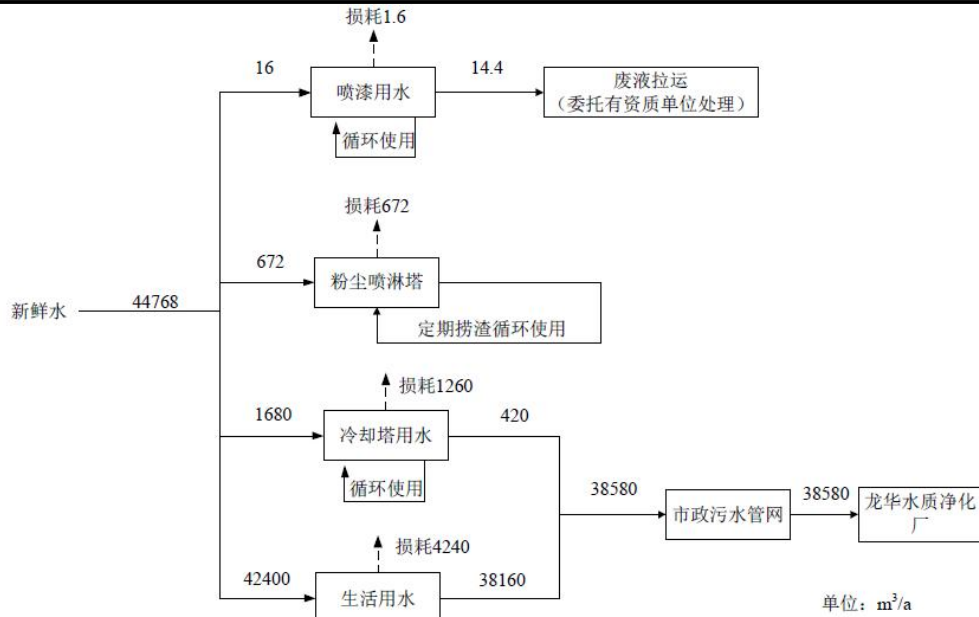 损耗1.6
16
喷漆用水
14.4
废液拉运
（委托有资质单位处理）
循环使用
损耗672
672
粉尘喷淋塔
新鲜水
44768
定期捞渣循环使用
损耗1260
1680
冷却塔用水
420
循环使用
38580
市政污水管网
38580
龙华水质净化
厂
损耗4240
42400
生活用水
38160
单位：m³/a